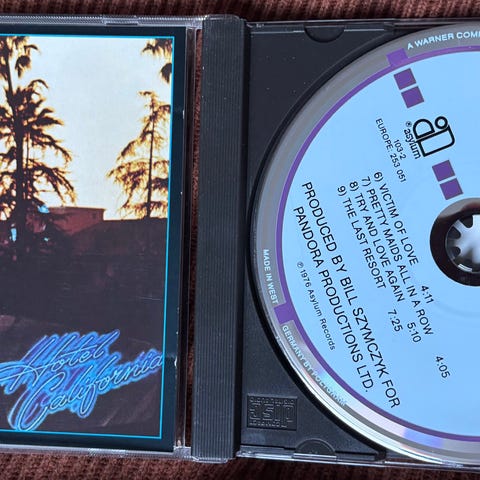 Hotel
California
A WARNER COM
asylum
103-2
EUROPE: 253 051
6) VICTIM OF LOVE 4:11
7) PRETTY MAIDS ALL IN A ROW 4:05
8) TRY AND LOVE AGAIN 5:10
9) THE LAST RESORT 7:25
PRODUCED BY BILL SZYMCZYK FOR
PANDORA PRODUCTIONS LTD.
℗ 1976 Asylum Records
MADE IN WEST
GERMANY BY POLYGRAM